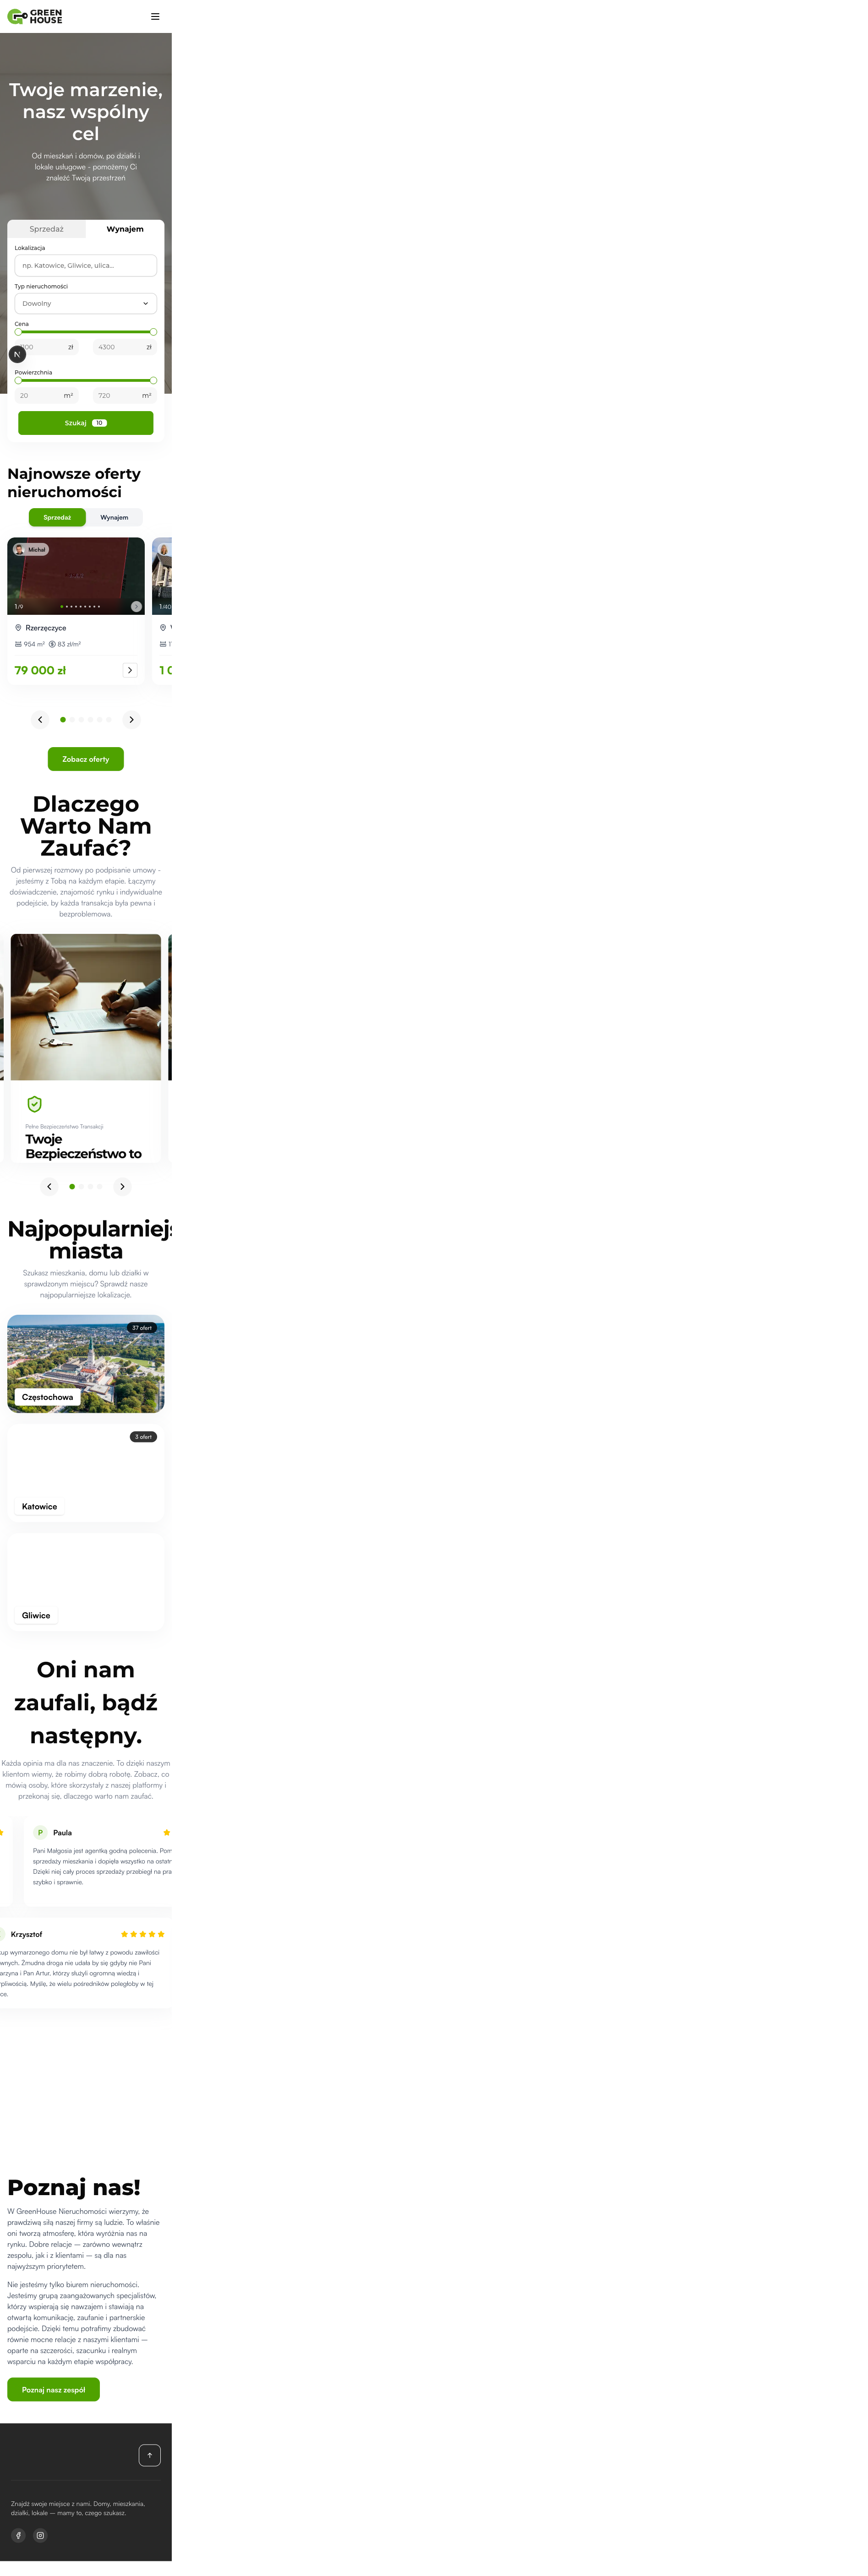 GREEN
HOUSE
Twoje marzenie,
nasz wspólny
cel
Od mieszkań i domów, po działki i
lokale usługowe - pomożemy Ci
znaleźć Twoją przestrzeń
Sprzedaż
Wynajem
Lokalizacja
np. Katowice, Gliwice, ulica...
Typ nieruchomości
Dowolny
Cena
zł
4300 zł
N
Powierzchnia
20 m²
720 m²
Szukaj 10
Najnowsze oferty
nieruchomości
Sprzedaż
Wynajem
Michał
1/9
1/40
Rzerzęczyce
954 m² 83 zł/m²
79 000 zł
Zobacz oferty
Dlaczego
Warto Nam
Zaufać?
Od pierwszej rozmowy po podpisanie umowy -
jesteśmy z Tobą na każdym etapie. Łączymy
doświadczenie, znajomość rynku i indywidualne
podejście, by każda transakcja była pewna i
bezproblemowa.
Pełne Bezpieczeństwo Transakcji
Twoje
Bezpieczeństwo to
Najpopularniejs
miasta
Szukasz mieszkania, domu lub działki w
sprawdzonym miejscu? Sprawdź nasze
najpopularniejsze lokalizacje.
37 ofert
Częstochowa
3 ofert
Katowice
Gliwice
Oni nam
zaufali, bądź
następny.
Każda opinia ma dla nas znaczenie. To dzięki naszym
klientom wiemy, że robimy dobrą robotę. Zobacz, co
mówią osoby, które skorzystały z naszej platformy i
przekonaj się, dlaczego warto nam zaufać.
P Paula
Pani Małgosia jest agentką godną polecenia. Pom
sprzedaży mieszkania i dopięła wszystko na ostatn
Dzięki niej cały proces sprzedaży przebiegł na pra
szybko i sprawnie.
Krzysztof
up wymarzonego domu nie był łatwy z powodu zawiłości
wnych. Żmudna droga nie udała by się gdyby nie Pani
arzyna i Pan Artur, którzy służyli ogromną wiedzą i
rpliwością. Myślę, że wielu pośredników poległoby w tej
ce.
Poznaj nas!
W GreenHouse Nieruchomości wierzymy, że
prawdziwą siłą naszej firmy są ludzie. To właśnie
oni tworzą atmosferę, która wyróżnia nas na
rynku. Dobre relacje — zarówno wewnątrz
zespołu, jak i z klientami — są dla nas
najwyższym priorytetem.
Nie jesteśmy tylko biurem nieruchomości.
Jesteśmy grupą zaangażowanych specjalistów,
którzy wspierają się nawzajem i stawiają na
otwartą komunikację, zaufanie i partnerskie
podejście. Dzięki temu potrafimy zbudować
równie mocne relacje z naszymi klientami —
oparte na szczerości, szacunku i realnym
wsparciu na każdym etapie współpracy.
Poznaj nasz zespół
Znajdź swoje miejsce z nami. Domy, mieszkania,
działki, lokale — mamy to, czego szukasz.